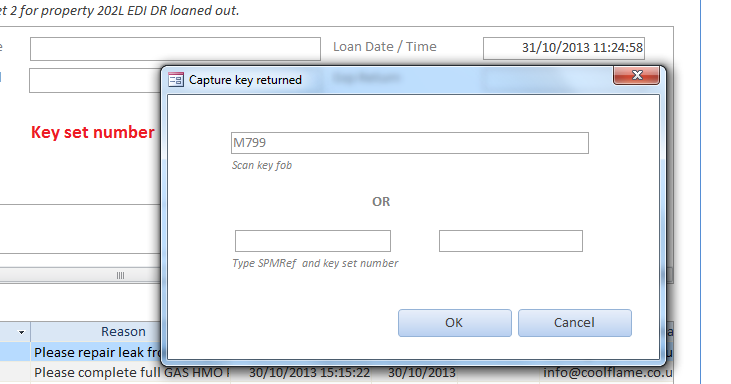 et 2 for property 202L EDI DR loaned out.
Loan Date / Time 31/10/2013 11:24:58
Capture key returned
Key set number
M799
Scan key fob
OR
Type SPMRef and key set number
OK Cancel
Reason
Please repair leak fro
Please complete full GAS HMO 30/10/2013 15:15:22 30/10/2013 info@coolflame.co.u